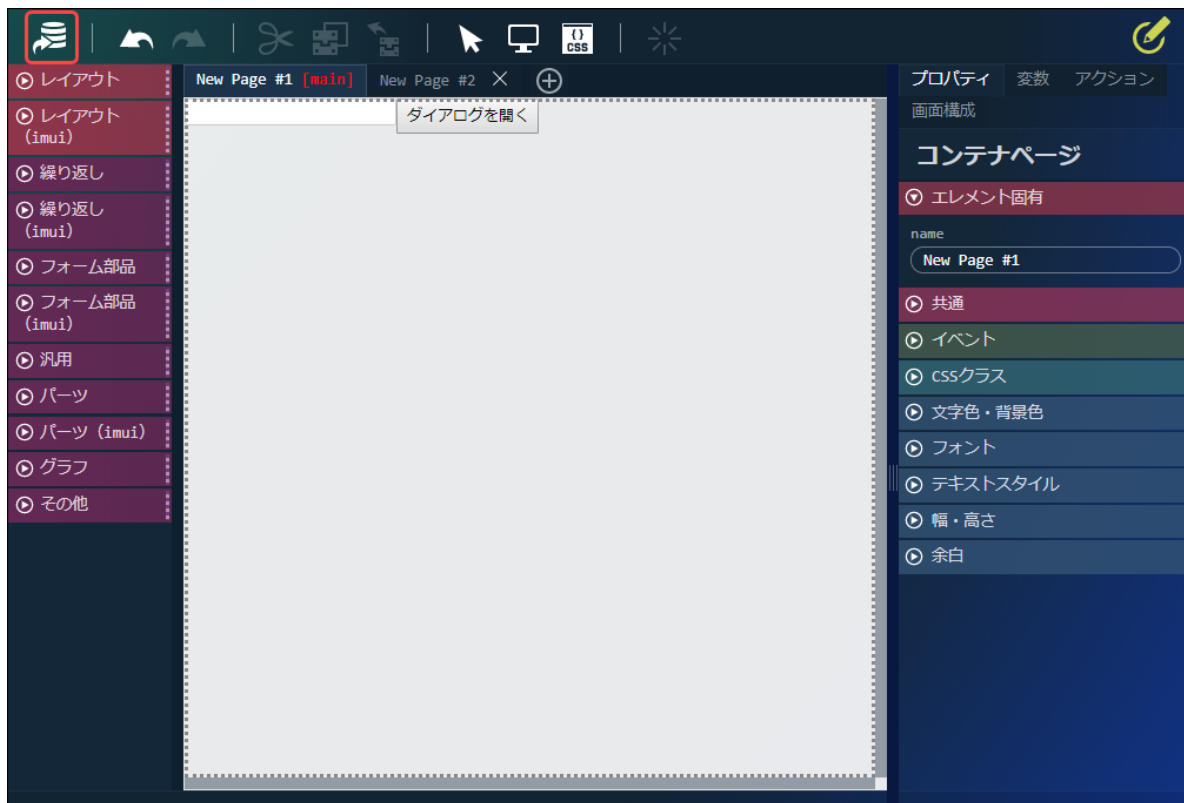 {}
CSS
レイアウト
レイアウト
(imui)
繰り返し
繰り返し
(imui)
フォーム部品
フォーム部品
(imui)
汎用
パーツ
パーツ (imui)
グラフ
その他
New Page #1 [main] New Page #2
ダイアログを開く
プロパティ 変数 アクション
画面構成
コンテナページ
エレメント固有
name
New Page #1
共通
イベント
CSSクラス
文字色・背景色
フォント
テキストスタイル
幅・高さ
余白